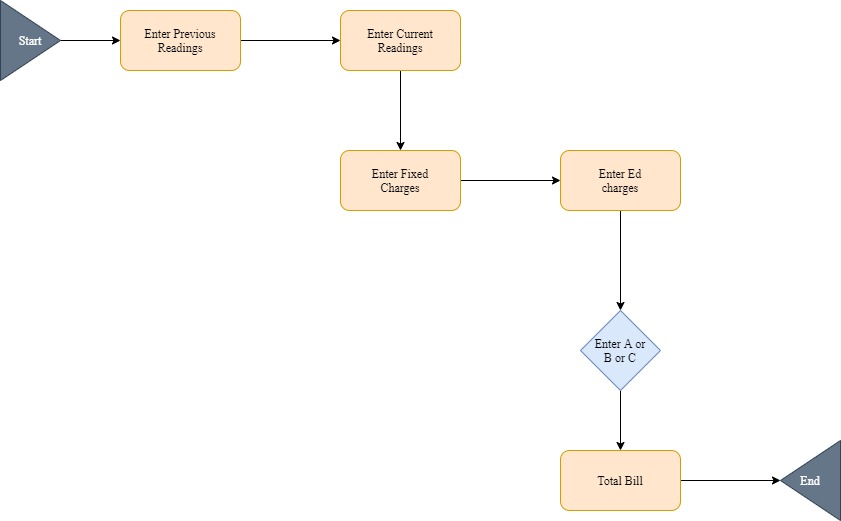 Start
Enter Previous
Readings
Enter Current
Readings
Enter Fixed
Charges
Enter Ed
charges
Enter A or
B or C
Total Bill
End